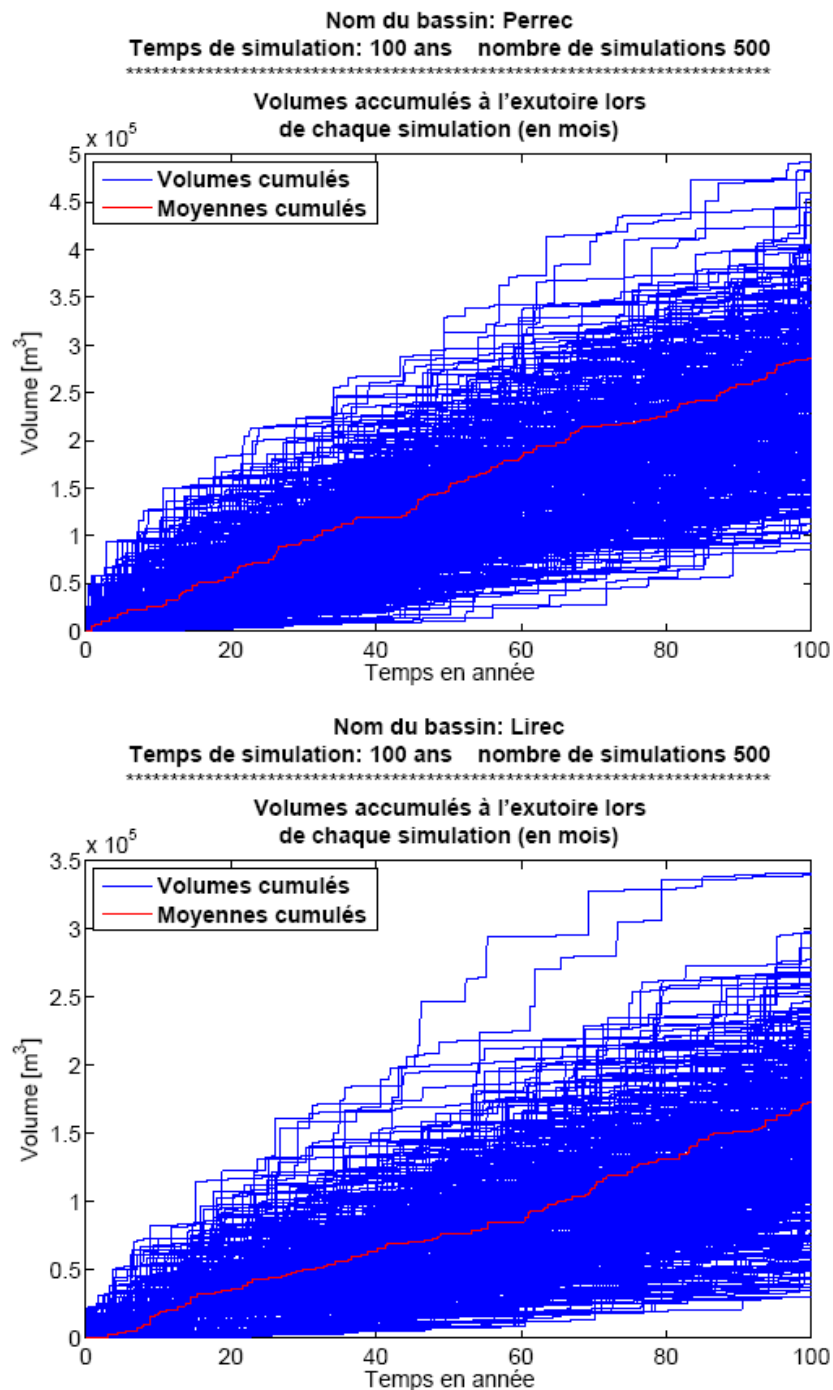 Nom du bassin: Perrec
Temps de simulation: 100 ans    nombre de simulations 500
**************************************************************************
Volumes accumulés à l'exutoire lors
de chaque simulation (en mois)
x 10^5
5
4.5
4
3.5
3
2.5
2
1.5
1
0.5
0
Volume [m^3]
Volumes cumulés
Moyennes cumulés
0 20 40 60 80 100
Temps en année
Nom du bassin: Lirec
Temps de simulation: 100 ans    nombre de simulations 500
**************************************************************************
Volumes accumulés à l'exutoire lors
de chaque simulation (en mois)
x 10^5
3.5
3
2.5
2
1.5
1
0.5
0
Volume [m^3]
Volumes cumulés
Moyennes cumulés
0 20 40 60 80 100
Temps en année